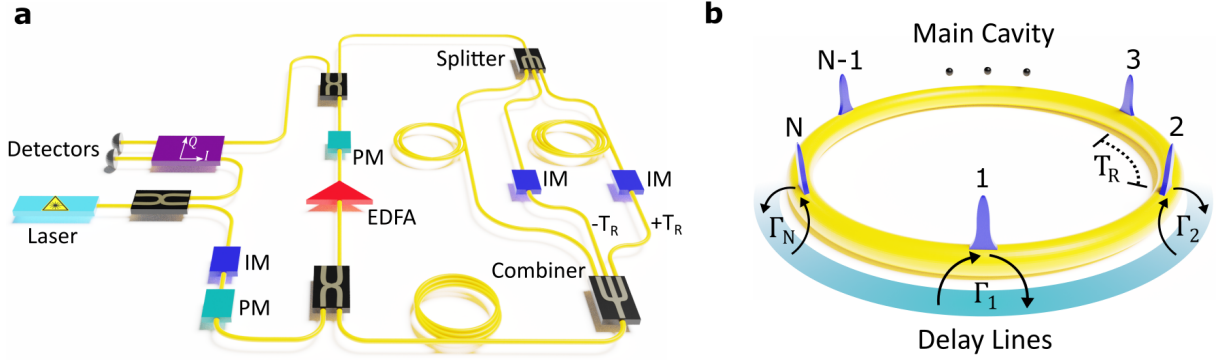 a
Splitter
Detectors
Q
I
PM
IM
IM
EDFA
Laser
-T_R
+T_R
IM
Combiner
PM
b
Main Cavity
N-1
3
N
2
T_R
1
Γ_N
Γ_2
Γ_1
Delay Lines